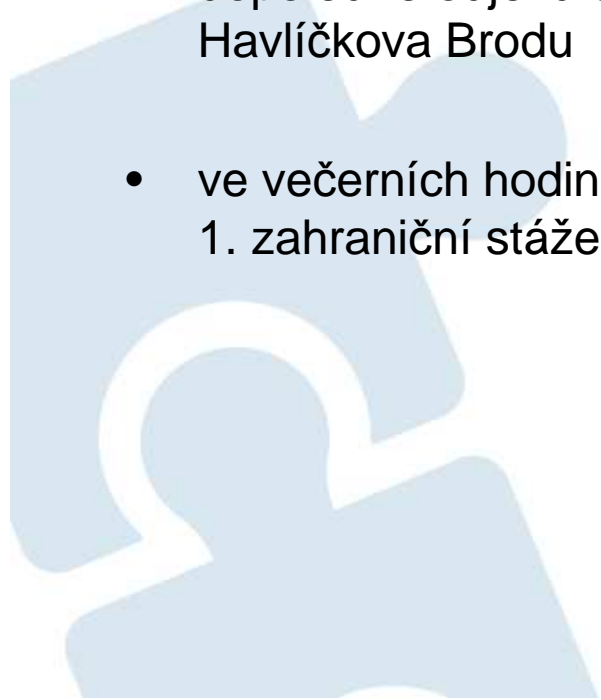 Havlíčkova Brodu
• ve večerních hodin
1. zahraniční stáže